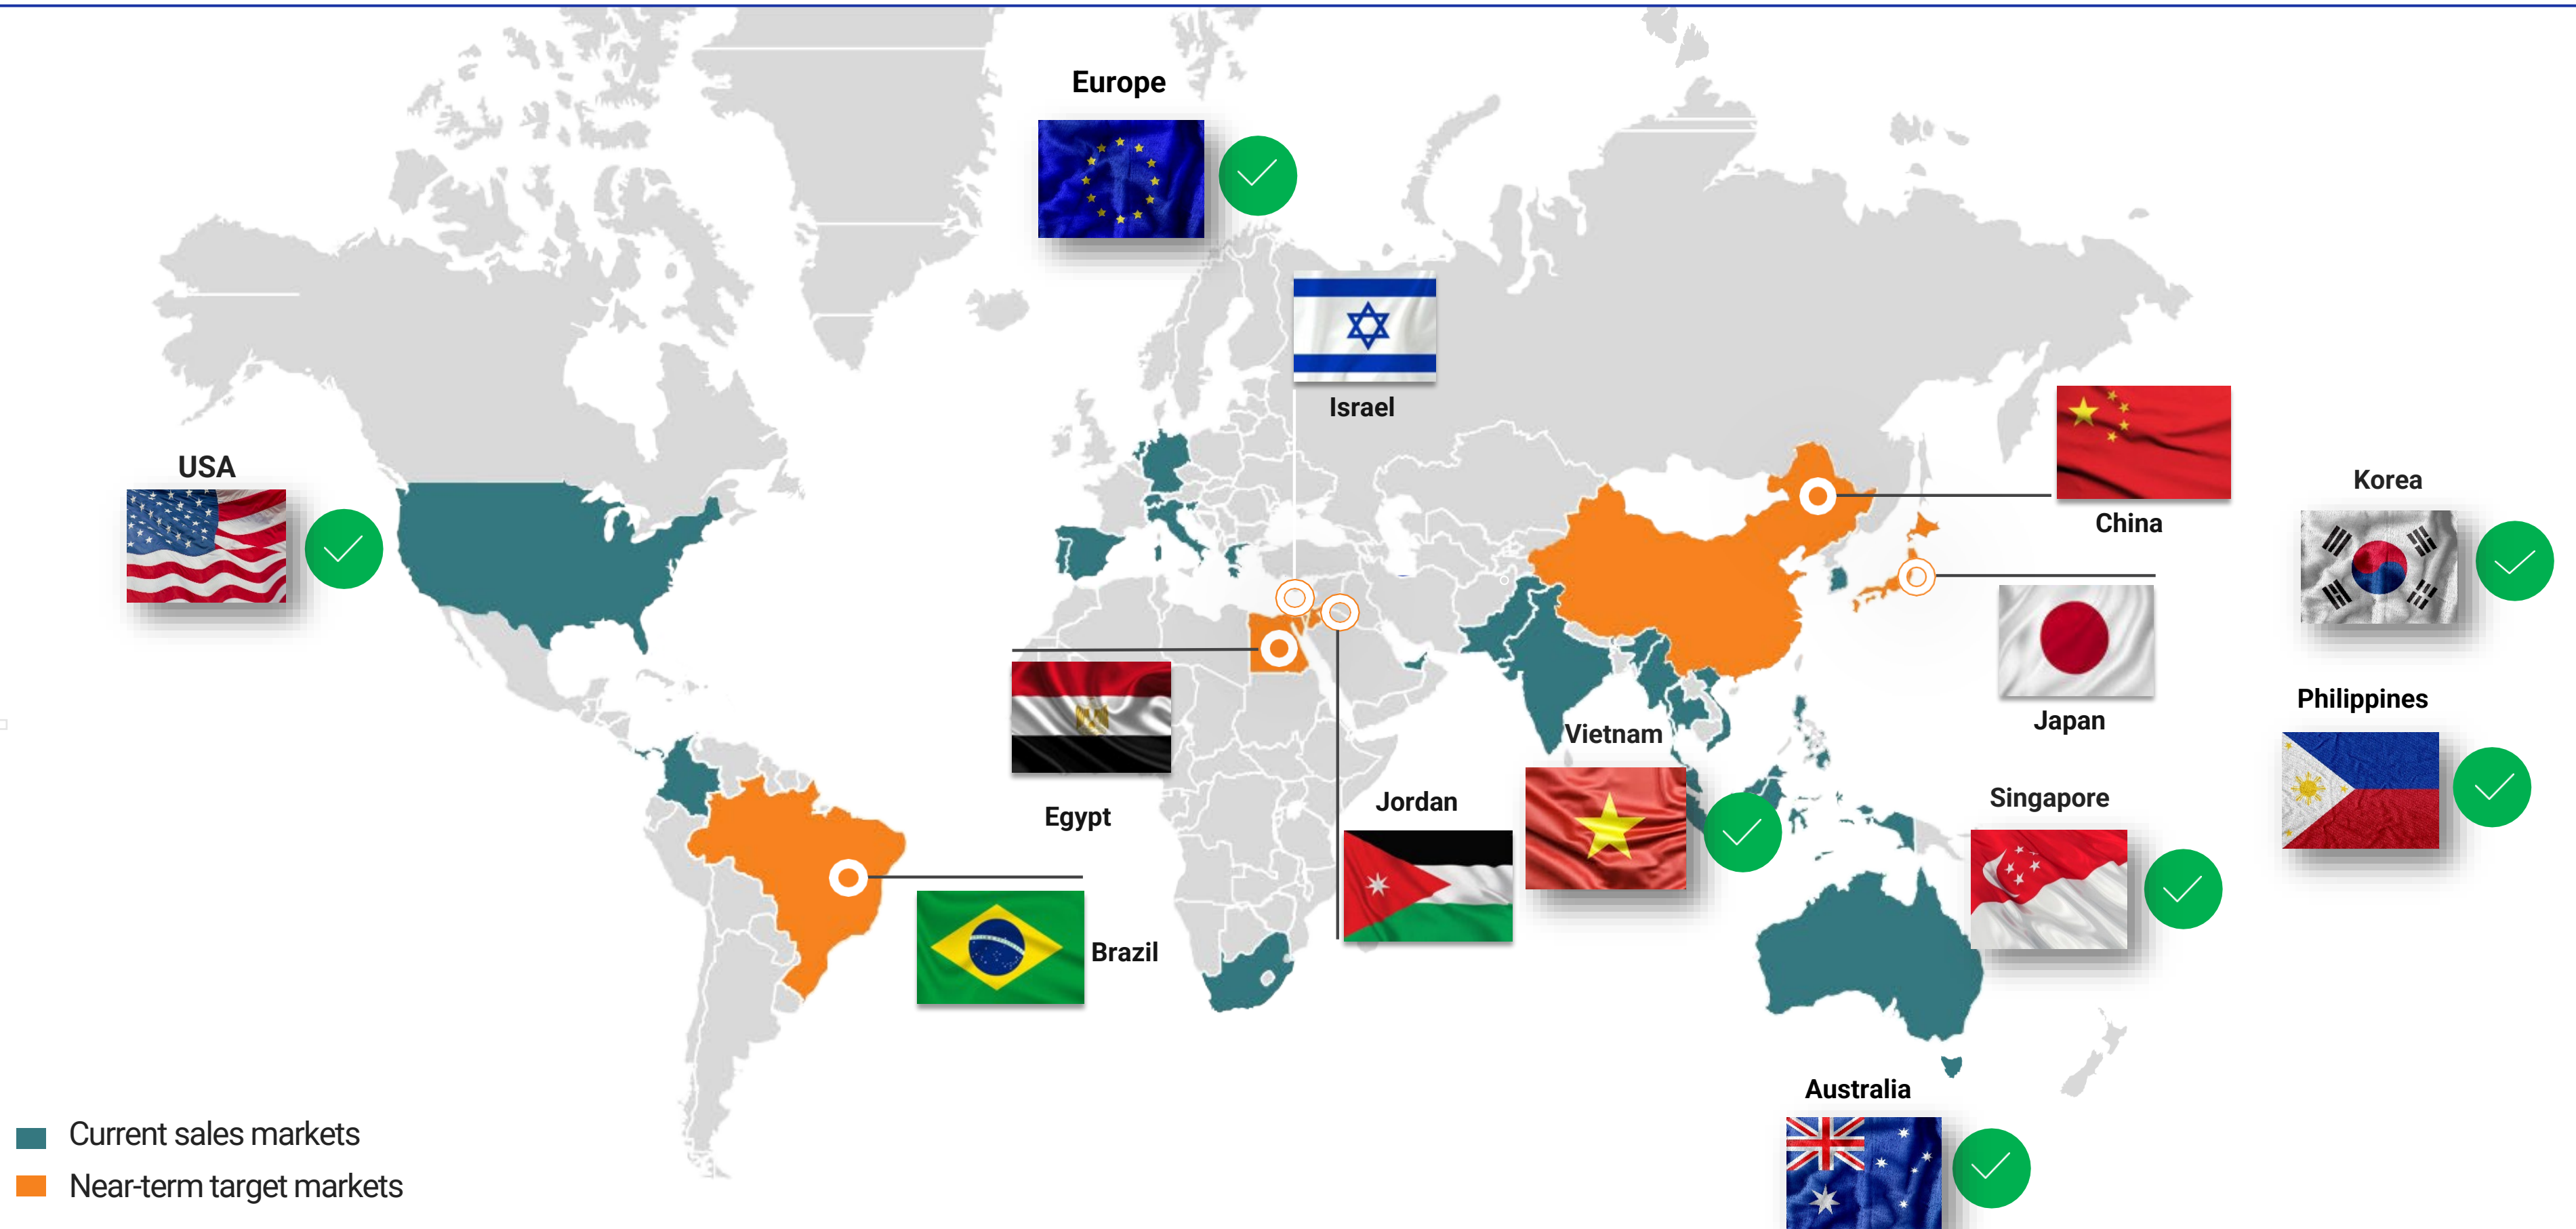 Europe
Israel
USA
Korea
China
Philippines
Japan
Vietnam
Singapore
Jordan
Egypt
Brazil
Australia
Current sales markets
Near-term target markets